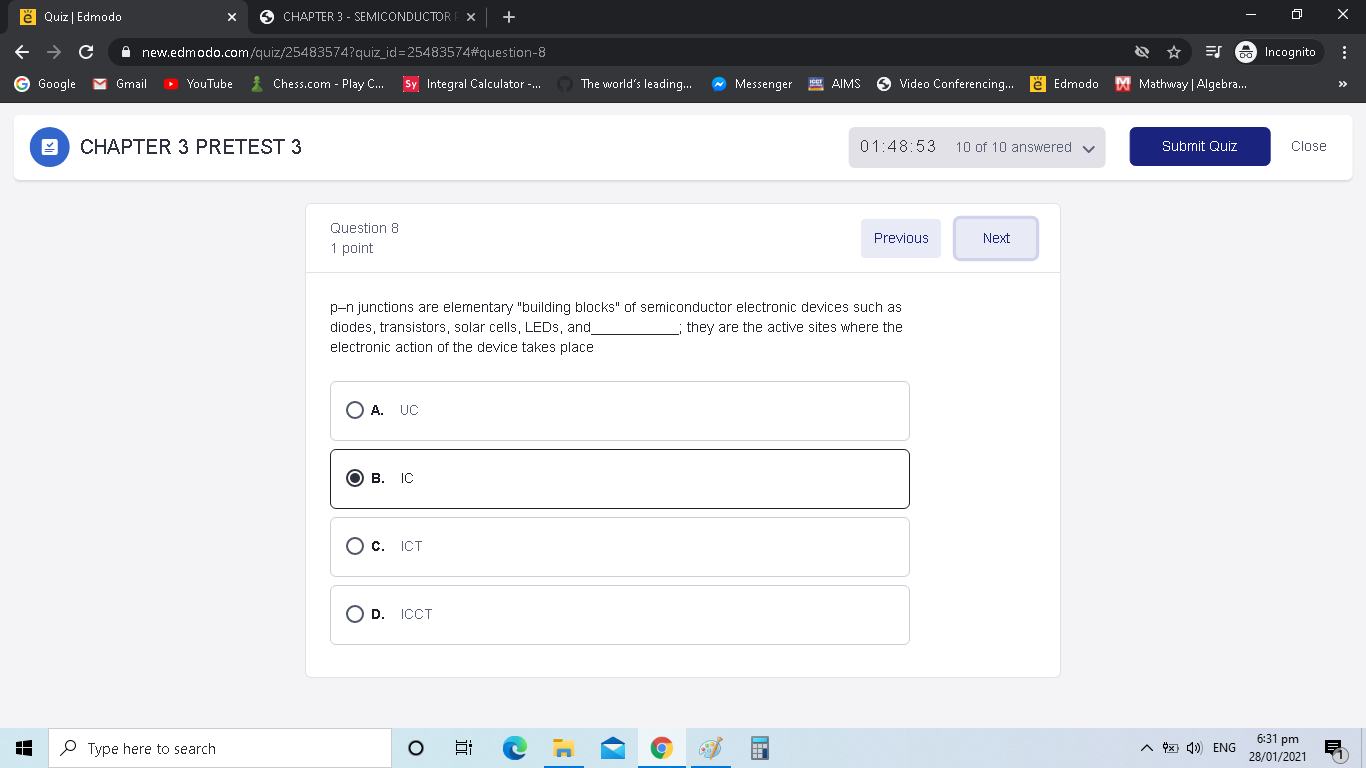 Quiz | Edmodo
CHAPTER 3 - SEMICONDUCTOR
new.edmodo.com/quiz/25483574?quiz_id=25483574#question-8
Incognito
Google
Gmail
YouTube
Chess.com - Play C...
Sy
Integral Calculator -...
The world's leading...
Messenger
AIMS
Video Conferencing...
Edmodo
Mathway | Algebra...
»
CHAPTER 3 PRETEST 3
01:48:53 10 of 10 answered
Submit Quiz
Close
Question 8
1 point
Previous
Next
p–n junctions are elementary "building blocks" of semiconductor electronic devices such as
diodes, transistors, solar cells, LEDs, and___________; they are the active sites where the
electronic action of the device takes place
A. UC
B. IC
C. ICT
D. ICCT
Type here to search
ENG
6:31 pm
28/01/2021
1